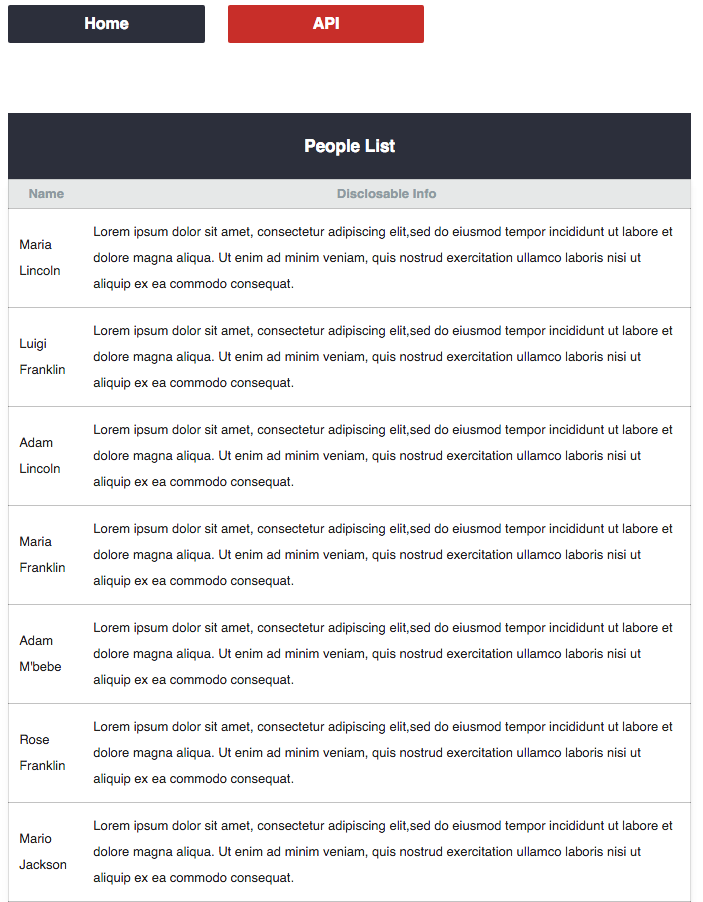 Home API
People List
Name Disclosable Info
Maria Lincoln
Lorem ipsum dolor sit amet, consectetur adipiscing elit,sed do eiusmod tempor incididunt ut labore et
dolore magna aliqua. Ut enim ad minim veniam, quis nostrud exercitation ullamco laboris nisi ut
aliquip ex ea commodo consequat.
Luigi Franklin
Lorem ipsum dolor sit amet, consectetur adipiscing elit,sed do eiusmod tempor incididunt ut labore et
dolore magna aliqua. Ut enim ad minim veniam, quis nostrud exercitation ullamco laboris nisi ut
aliquip ex ea commodo consequat.
Adam Lincoln
Lorem ipsum dolor sit amet, consectetur adipiscing elit,sed do eiusmod tempor incididunt ut labore et
dolore magna aliqua. Ut enim ad minim veniam, quis nostrud exercitation ullamco laboris nisi ut
aliquip ex ea commodo consequat.
Maria Franklin
Lorem ipsum dolor sit amet, consectetur adipiscing elit,sed do eiusmod tempor incididunt ut labore et
dolore magna aliqua. Ut enim ad minim veniam, quis nostrud exercitation ullamco laboris nisi ut
aliquip ex ea commodo consequat.
Adam M'bebe
Lorem ipsum dolor sit amet, consectetur adipiscing elit,sed do eiusmod tempor incididunt ut labore et
dolore magna aliqua. Ut enim ad minim veniam, quis nostrud exercitation ullamco laboris nisi ut
aliquip ex ea commodo consequat.
Rose Franklin
Lorem ipsum dolor sit amet, consectetur adipiscing elit,sed do eiusmod tempor incididunt ut labore et
dolore magna aliqua. Ut enim ad minim veniam, quis nostrud exercitation ullamco laboris nisi ut
aliquip ex ea commodo consequat.
Mario Jackson
Lorem ipsum dolor sit amet, consectetur adipiscing elit,sed do eiusmod tempor incididunt ut labore et
dolore magna aliqua. Ut enim ad minim veniam, quis nostrud exercitation ullamco laboris nisi ut
aliquip ex ea commodo consequat.